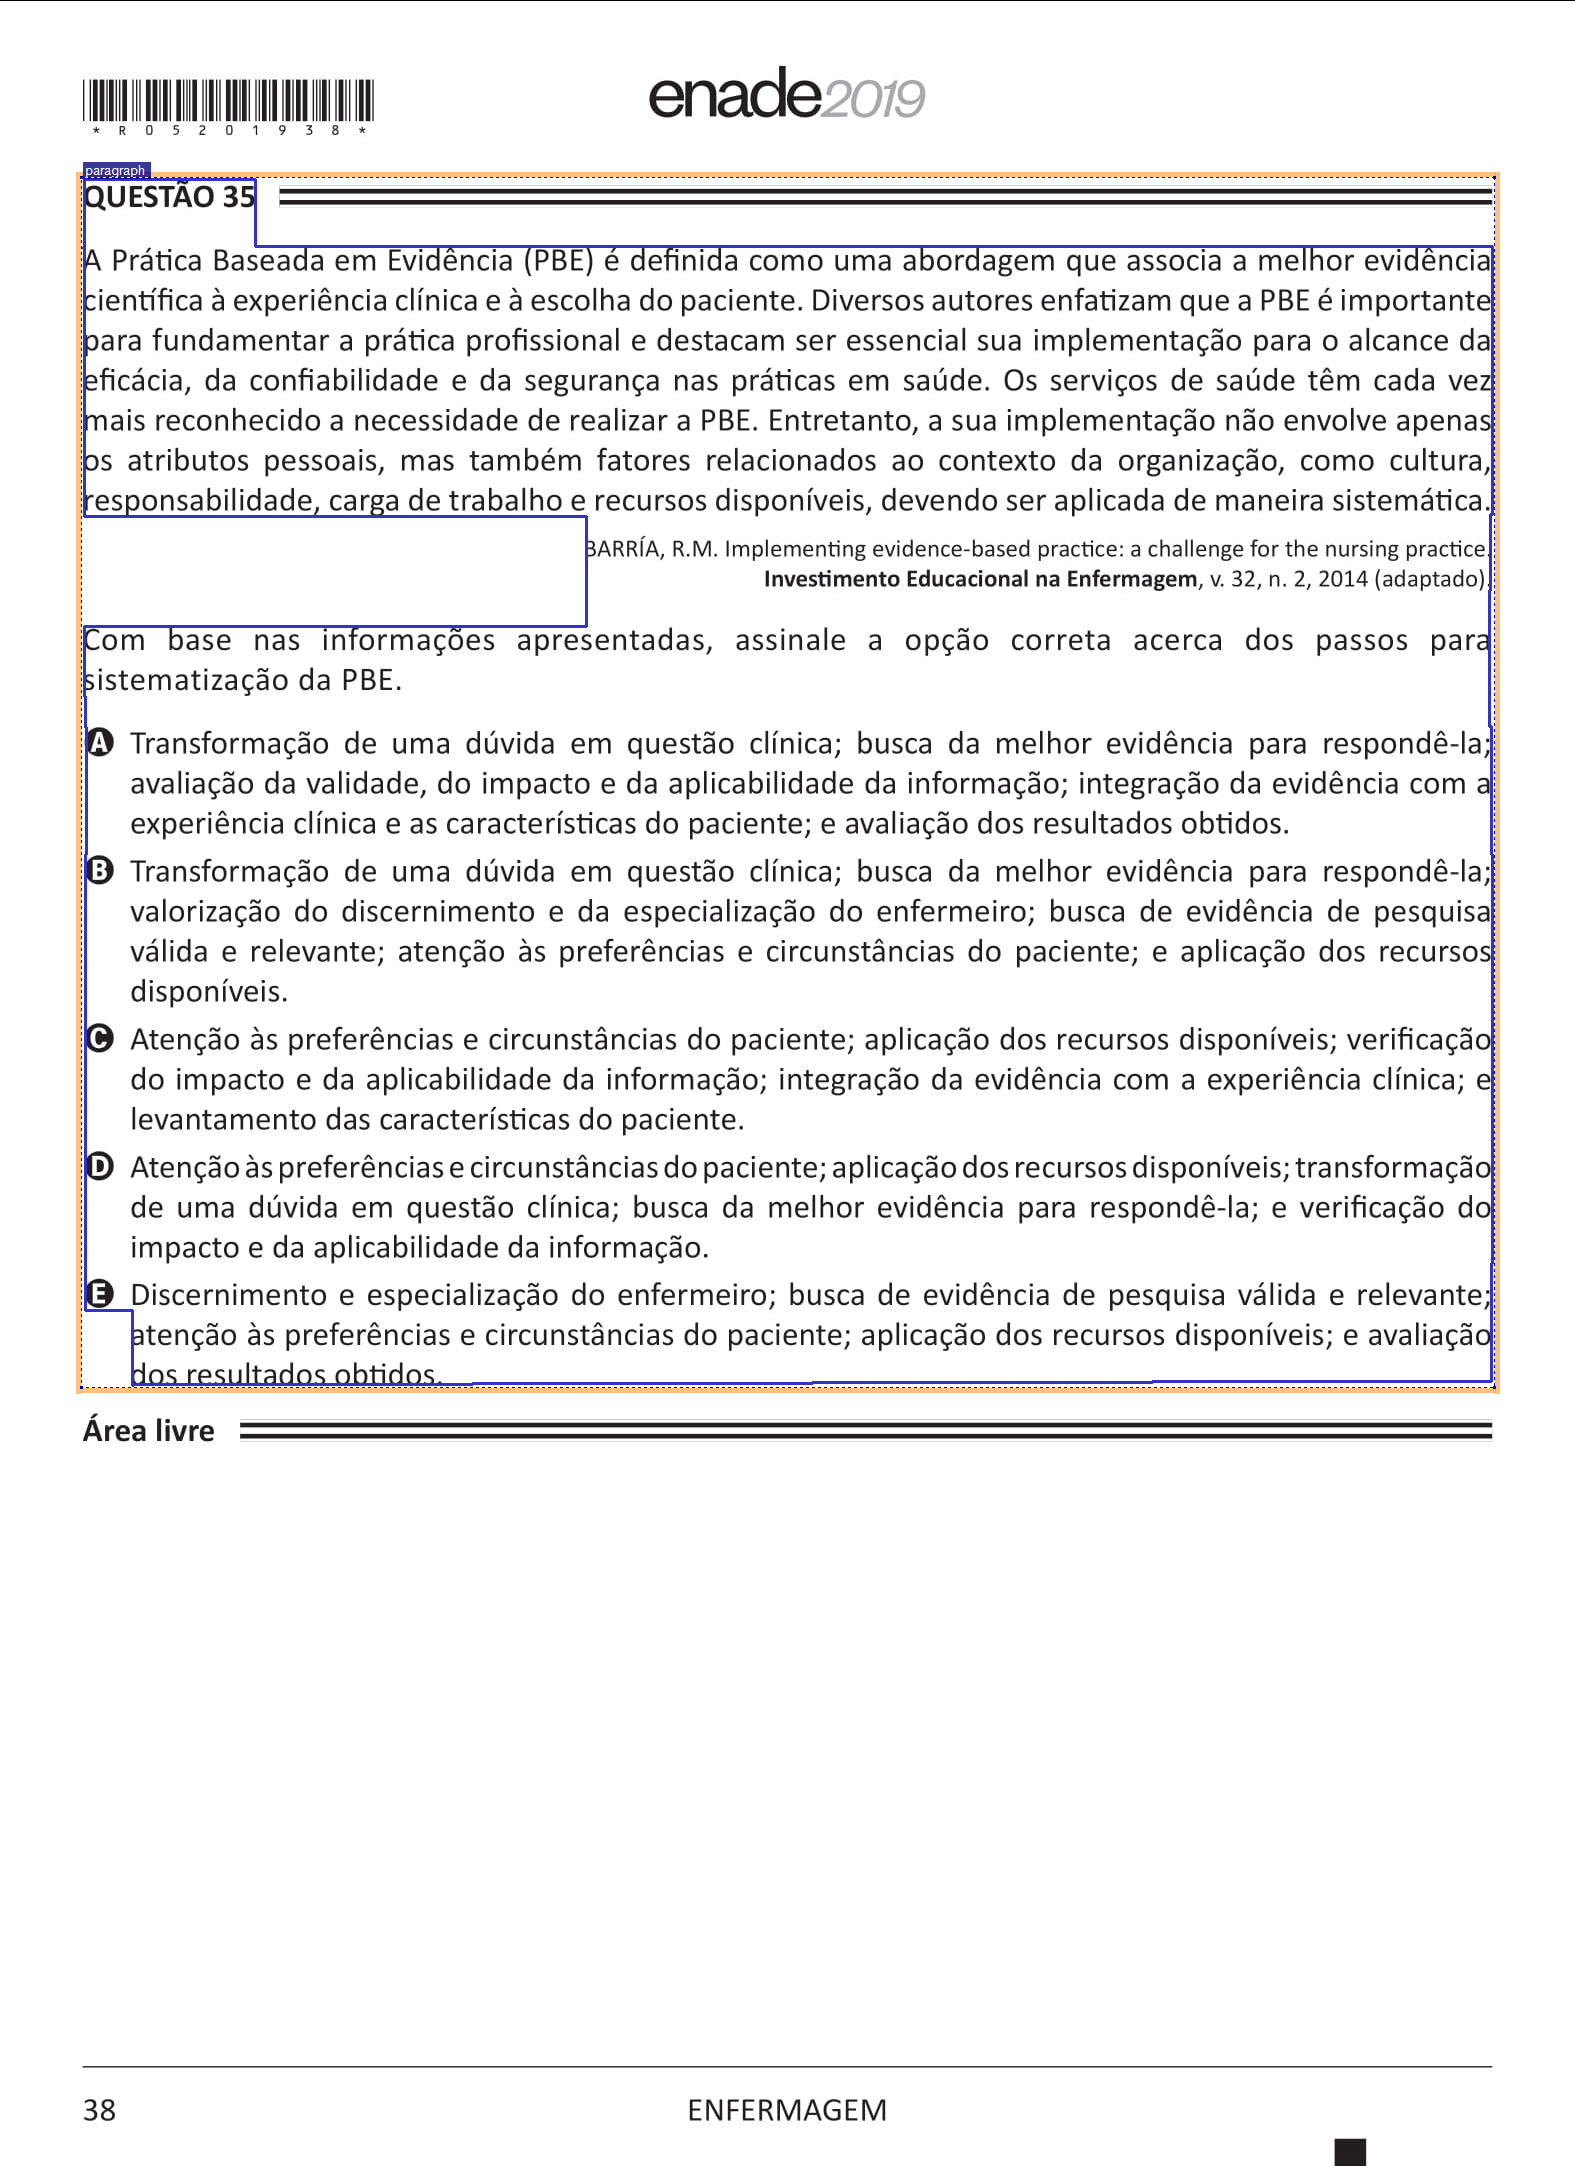 *R05201938*
enade2019
paragraph
QUESTÃO 35
A Prática Baseada em Evidência (PBE) é definida como uma abordagem que associa a melhor evidência
científica à experiência clínica e à escolha do paciente. Diversos autores enfatizam que a PBE é importante
para fundamentar a prática profissional e destacam ser essencial sua implementação para o alcance da
eficácia, da confiabilidade e da segurança nas práticas em saúde. Os serviços de saúde têm cada vez
mais reconhecido a necessidade de realizar a PBE. Entretanto, a sua implementação não envolve apenas
os atributos pessoais, mas também fatores relacionados ao contexto da organização, como cultura,
responsabilidade, carga de trabalho e recursos disponíveis, devendo ser aplicada de maneira sistemática.
BARRÍA, R.M. Implementing evidence-based practice: a challenge for the nursing practice.
Investimento Educacional na Enfermagem, v. 32, n. 2, 2014 (adaptado).
Com base nas informações apresentadas, assinale a opção correta acerca dos passos para
sistematização da PBE.
A Transformação de uma dúvida em questão clínica; busca da melhor evidência para respondê-la;
avaliação da validade, do impacto e da aplicabilidade da informação; integração da evidência com a
experiência clínica e as características do paciente; e avaliação dos resultados obtidos.
B Transformação de uma dúvida em questão clínica; busca da melhor evidência para respondê-la;
valorização do discernimento e da especialização do enfermeiro; busca de evidência de pesquisa
válida e relevante; atenção às preferências e circunstâncias do paciente; e aplicação dos recursos
disponíveis.
C Atenção às preferências e circunstâncias do paciente; aplicação dos recursos disponíveis; verificação
do impacto e da aplicabilidade da informação; integração da evidência com a experiência clínica; e
levantamento das características do paciente.
D Atenção às preferências e circunstâncias do paciente; aplicação dos recursos disponíveis; transformação
de uma dúvida em questão clínica; busca da melhor evidência para respondê-la; e verificação do
impacto e da aplicabilidade da informação.
E Discernimento e especialização do enfermeiro; busca de evidência de pesquisa válida e relevante;
atenção às preferências e circunstâncias do paciente; aplicação dos recursos disponíveis; e avaliação
dos resultados obtidos.
Área livre
38
ENFERMAGEM